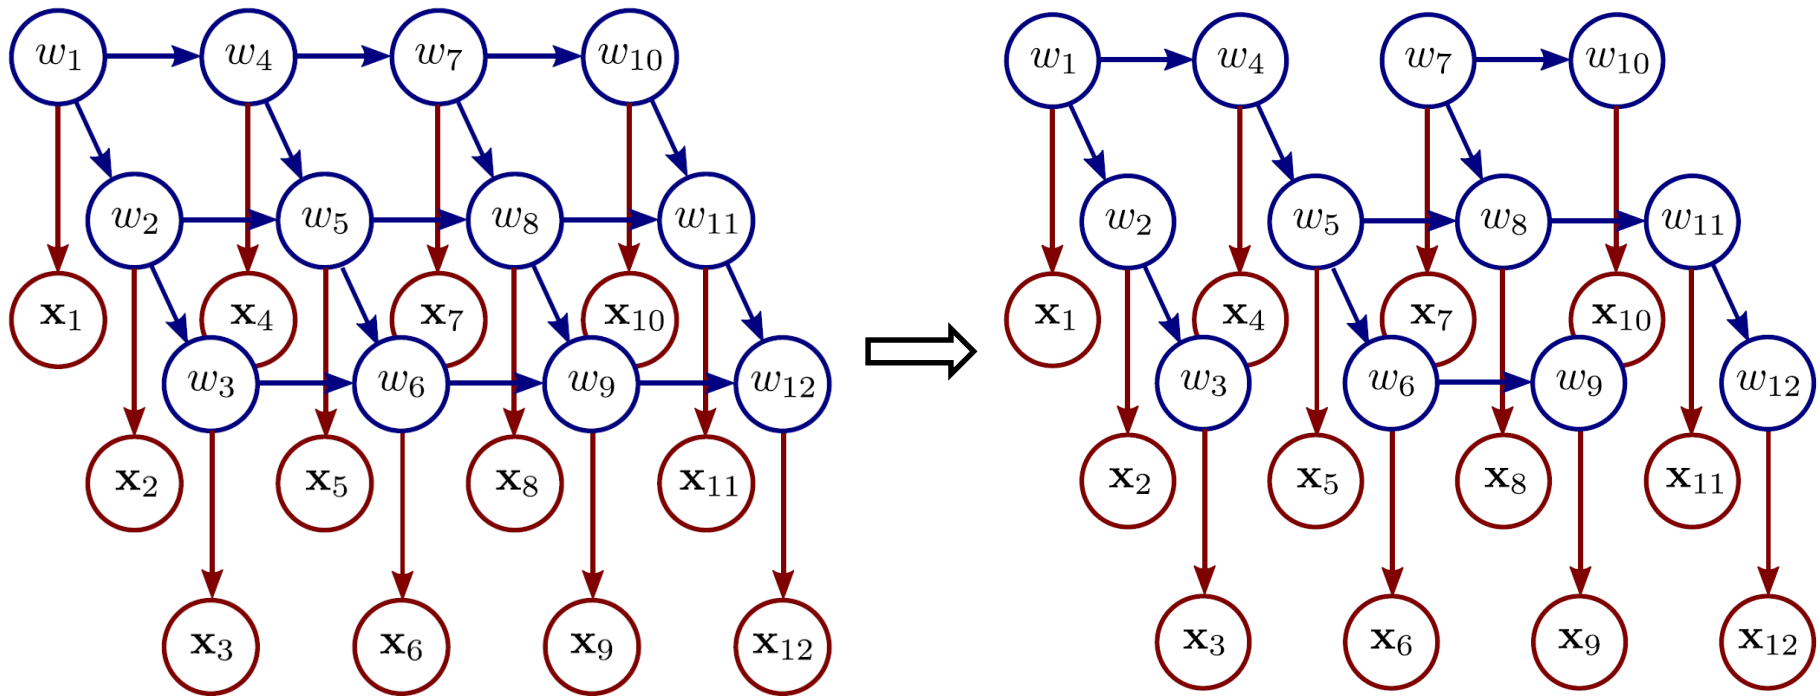 w₁ w₄ w₇ w₁₀ w₁ w₄ w₇ w₁₀
w₂ w₅ w₈ w₁₁ w₂ w₅ w₈ w₁₁
x₁ x₄ x₇ x₁₀ x₁ x₄ x₇ x₁₀
w₃ w₆ w₉ w₁₂ w₃ w₆ w₉ w₁₂
x₂ x₅ x₈ x₁₁ x₂ x₅ x₈ x₁₁
x₃ x₆ x₉ x₁₂ x₃ x₆ x₉ x₁₂